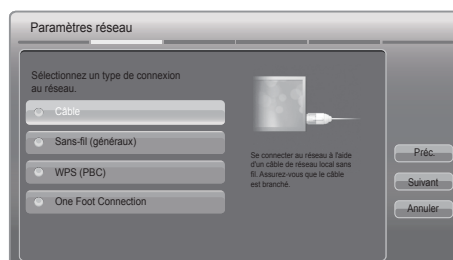 Paramètres réseau
Sélectionnez un type de connexion
au réseau.
Câble
Sans-fil (généraux)
WPS (PBC)
One Foot Connection
Se connecter au réseau à l'aide
d'un câble de réseau local sans
fil. Assurez-vous que le câble
est branché.
Préc.
Suivant
Annuler